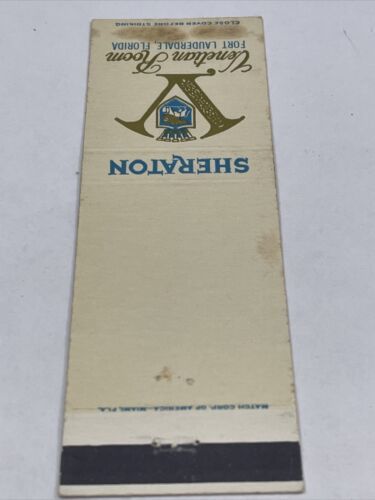 CLOSE COVER BEFORE STRIKING
FORT LAUDERDALE, FLORIDA
Venetian Room
V
SHERATON
MATCH CORP. OF AMERICA-MIAMI, FLA.